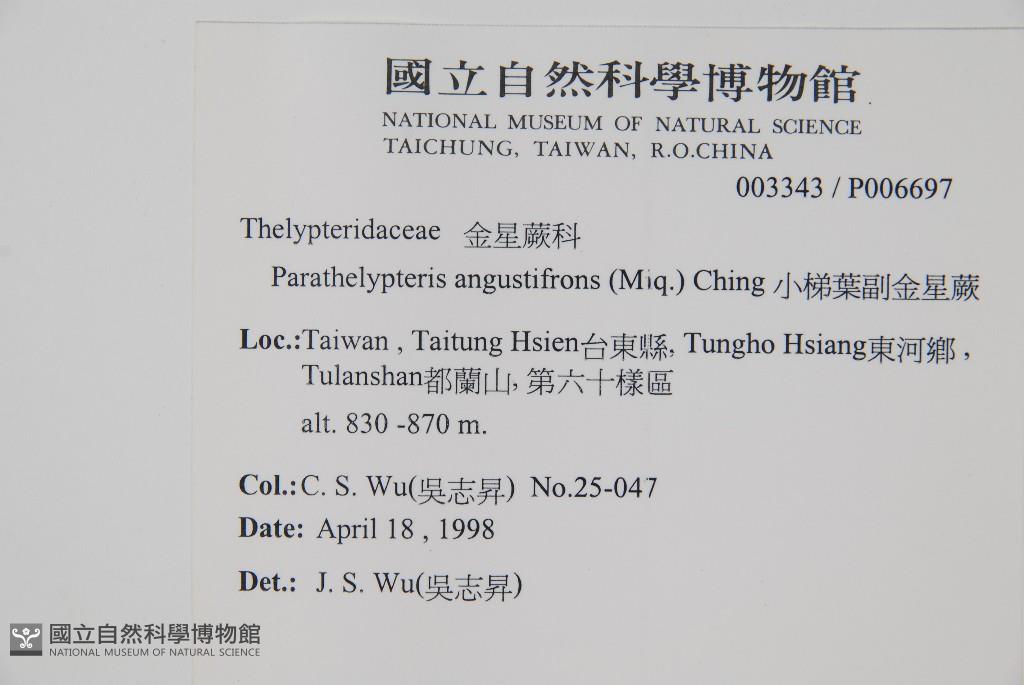 國立自然科學博物館
NATIONAL MUSEUM OF NATURAL SCIENCE
TAICHUNG, TAIWAN, R.O.CHINA
003343 / P006697
Thelypteridaceae 金星蕨科
Parathelypteris angustifrons (Miq.) Ching 小梯葉副金星蕨
Loc.:Taiwan , Taitung Hsien台東縣, Tungho Hsiang東河鄉 ,
Tulanshan都蘭山, 第六十樣區
alt. 830 -870 m.
Col.:C. S. Wu(吳志昇) No.25-047
Date: April 18 , 1998
Det.: J. S. Wu(吳志昇)
國立自然科學博物館
NATIONAL MUSEUM OF NATURAL SCIENCE